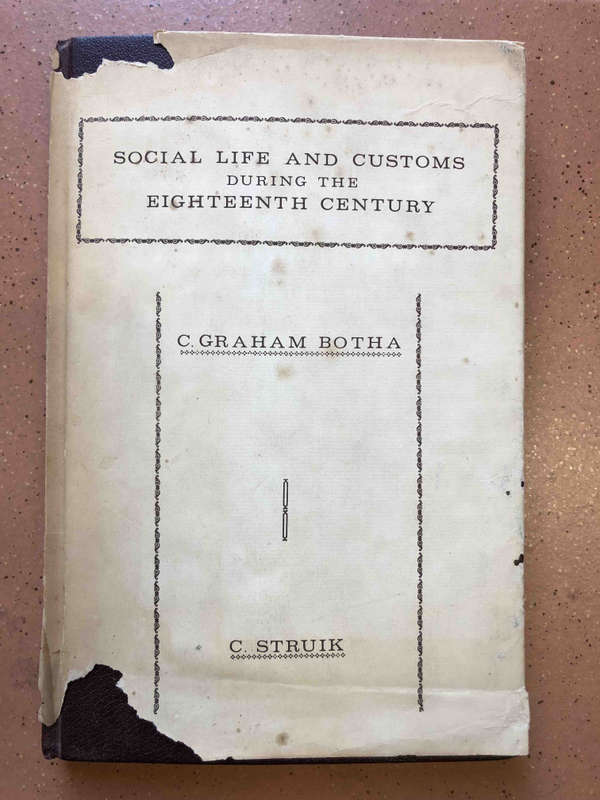 SOCIAL LIFE AND CUSTOMS
DURING THE
EIGHTEENTH CENTURY
C. GRAHAM BOTHA
C. STRUIK